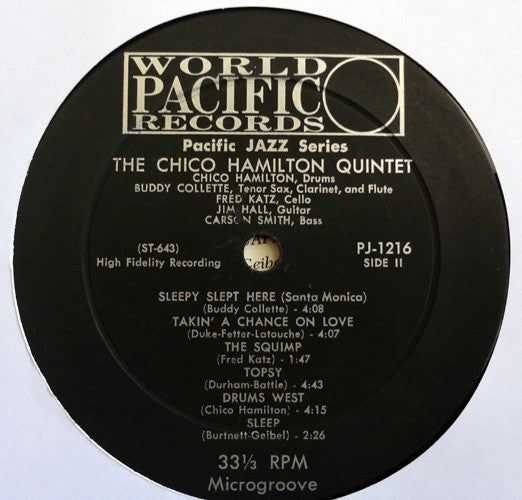 WORLD
PACIFIC
RECORDS
Pacific JAZZ Series
THE CHICO HAMILTON QUINTET
CHICO HAMILTON, Drums
BUDDY COLLETTE, Tenor Sax, Clarinet, and Flute
FRED KATZ, Cello
JIM HALL, Guitar
CARSON SMITH, Bass
(ST-643)
High Fidelity Recording
PJ-1216
SIDE II
SLEEPY SLEPT HERE (Santa Monica)
(Buddy Collette) - 4:08
TAKIN' A CHANCE ON LOVE
(Duke-Fetter-Latouche) - 4:07
THE SQUIMP
(Fred Katz) - 1:47
TOPSY
(Durham-Battle) - 4:43
DRUMS WEST
(Chico Hamilton) - 4:15
SLEEP
(Burtnett-Geibel) - 2:26
33⅓ RPM
Microgroove